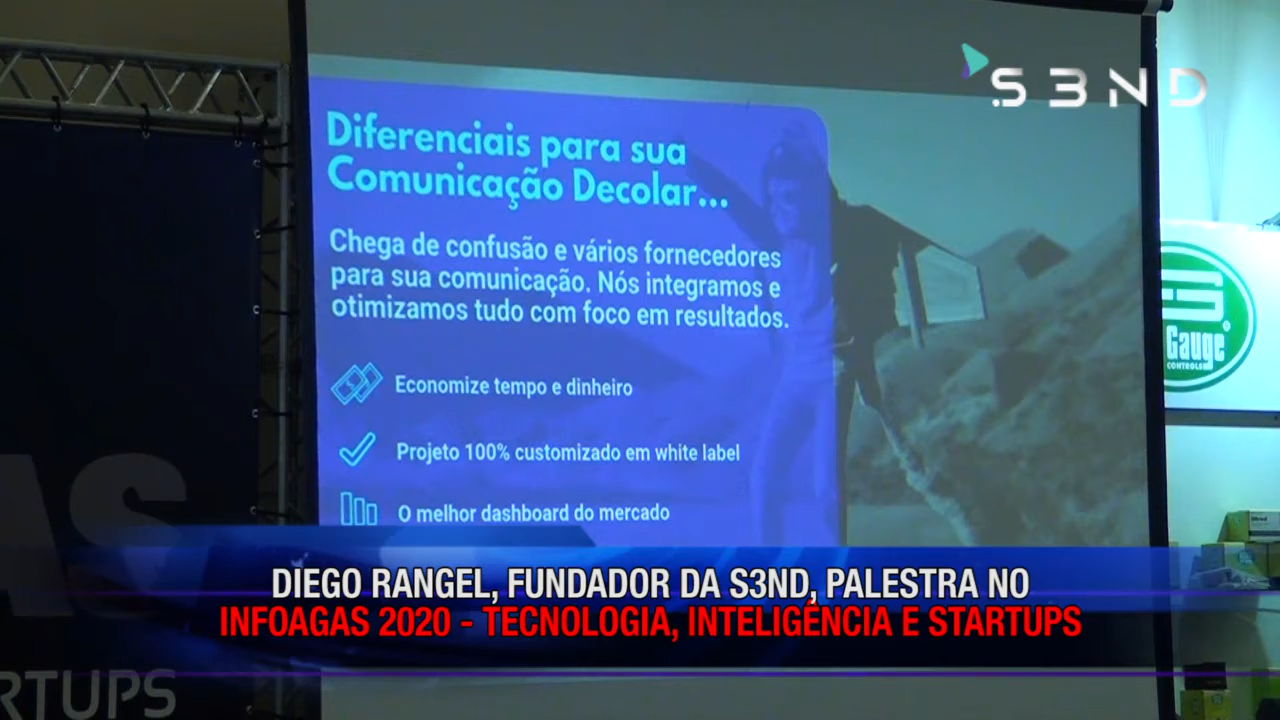 S3ND
Diferenciais para sua
Comunicação Decolar...
Chega de confusão e vários fornecedores
para sua comunicação. Nós integramos e
otimizamos tudo com foco em resultados.
Economize tempo e dinheiro
Projeto 100% customizado em white label
O melhor dashboard do mercado
Gauge
CONTROLS
AS
RTUPS
DIEGO RANGEL, FUNDADOR DA S3ND, PALESTRA NO
INFOAGAS 2020 - TECNOLOGIA, INTELIGÊNCIA E STARTUPS